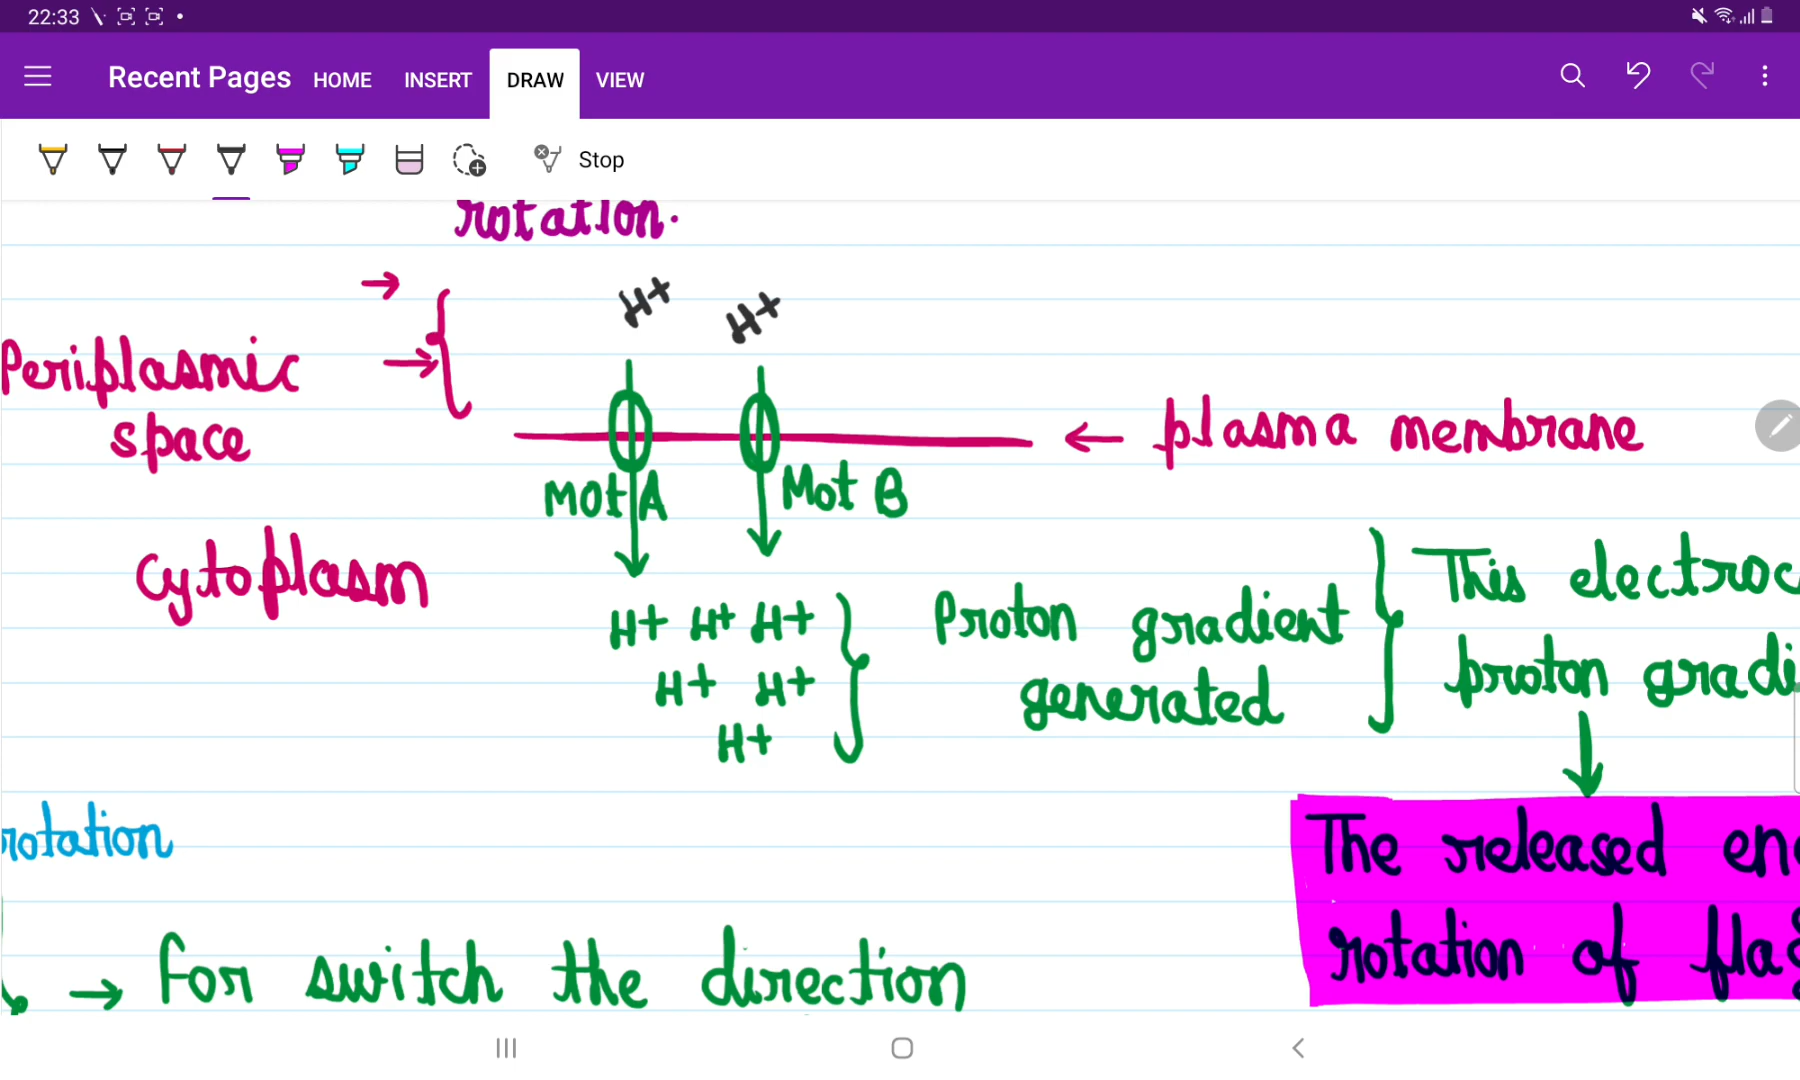 22:33
Recent Pages HOME INSERT DRAW VIEW
Stop
rotation.
→ H+ H+
Periplasmic →
space
← plasma membrane
Mot A Mot B
Cytoplasm
H+ H+ H+
H+ H+
H+
Proton gradient
generated
This electroc
proton gradi
↓
rotation
The released en
rotation of flag
→ for switch the direction